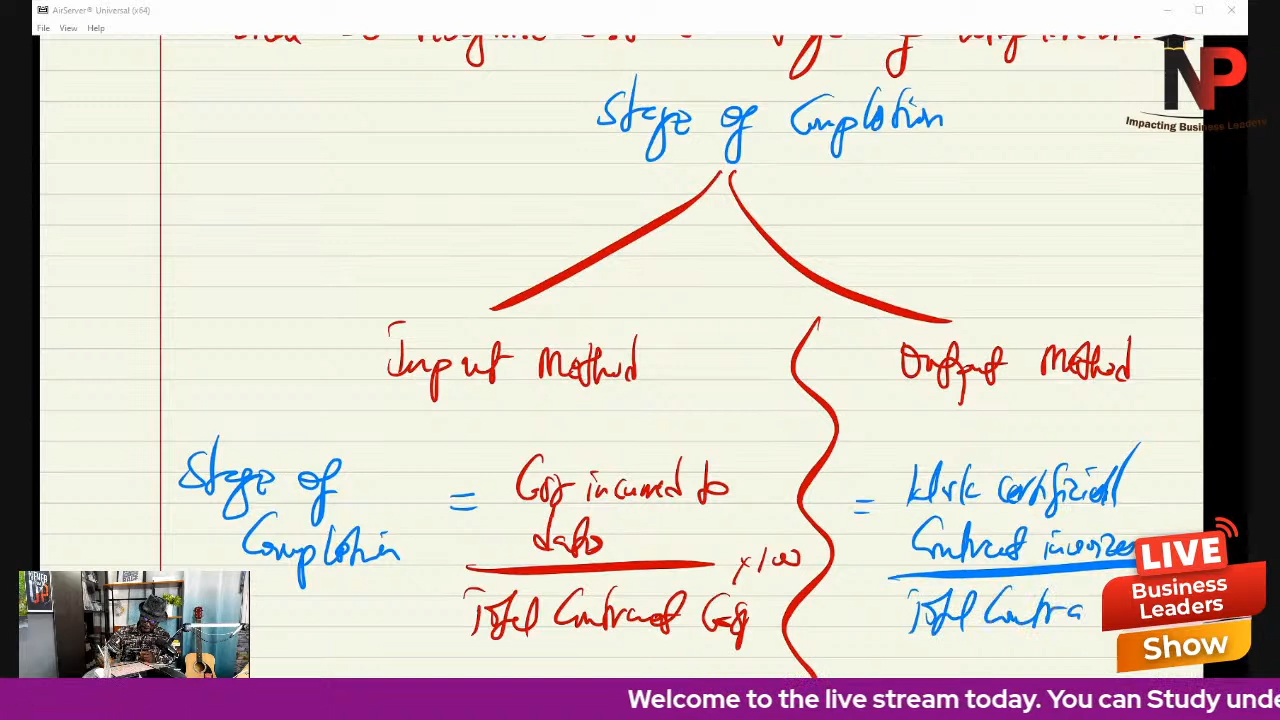 AirServer® Universal (x64)
File View Help
NP
Impacting Business Leaders
Stage of Completion
Input Method
Output Method
Stage of
Completion
= Cost incurred to
date
x100
Total Contract Cost
= Work certified
Contract invoices
Total Contra
LIVE
Business
Leaders
Show
Welcome to the live stream today. You can Study unde